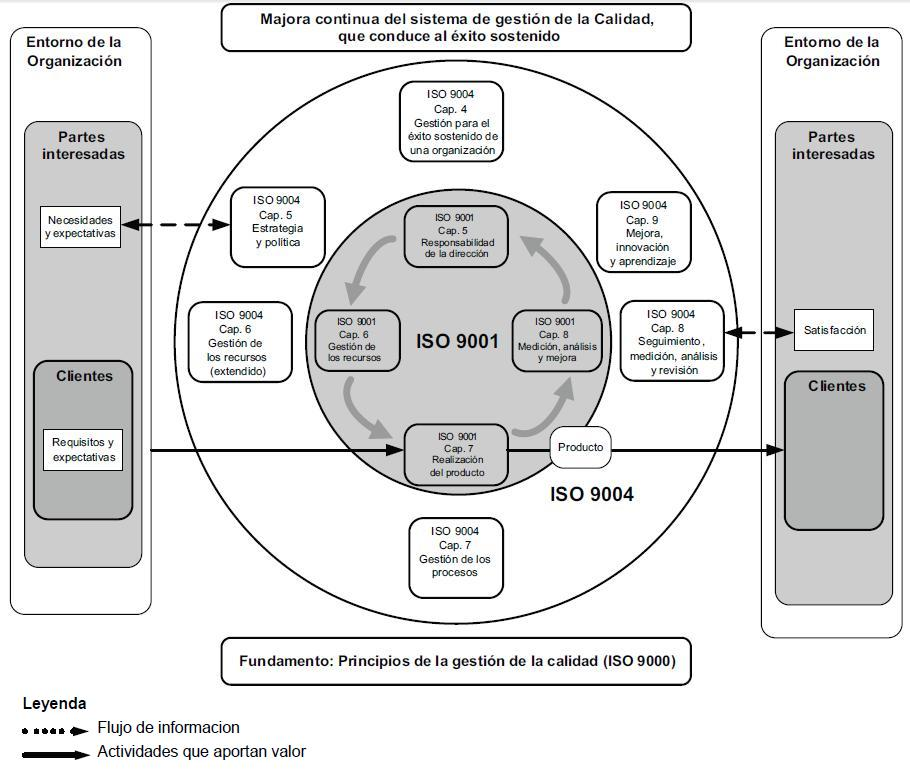 Majora continua del sistema de gestión de la Calidad,
que conduce al éxito sostenido
Entorno de la
Organización
Partes
interesadas
Necesidades
y expectativas
Clientes
Requisitos y
expectativas
ISO 9004
Cap. 4
Gestión para el
éxito sostenido de
una organización
ISO 9004
Cap. 5
Estrategia
y política
ISO 9004
Cap. 9
Mejora,
innovación
y aprendizaje
ISO 9001
Cap. 5
Responsabilidad
de la dirección
ISO 9004
Cap. 6
Gestión de
los recursos
(extendido)
ISO 9001
Cap. 6
Gestión de
los recursos
ISO 9001
ISO 9001
Cap. 8
Medición, análisis
y mejora
ISO 9004
Cap. 8
Seguimiento,
medición, análisis
y revisión
ISO 9001
Cap. 7
Realización
del producto
Producto
ISO 9004
ISO 9004
Cap. 7
Gestión de los
procesos
Entorno de la
Organización
Partes
interesadas
Satisfacción
Clientes
Fundamento: Principios de la gestión de la calidad (ISO 9000)
Leyenda
Flujo de informacion
Actividades que aportan valor